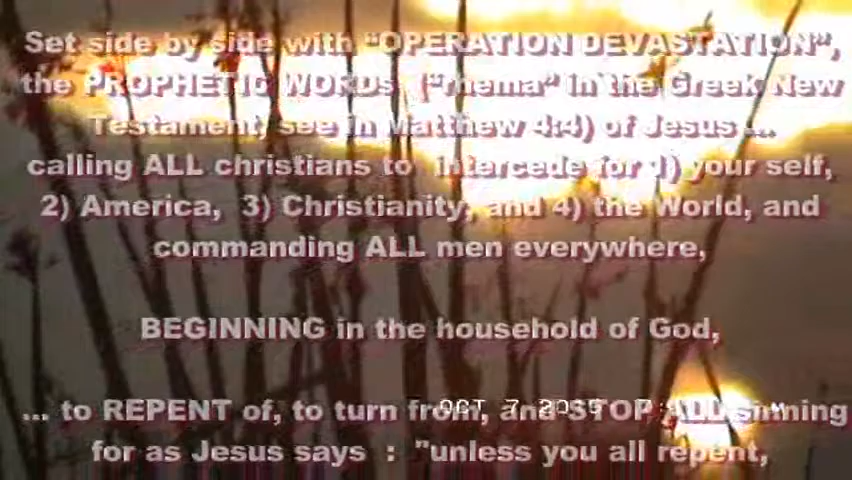 Set side by side with “OPERATION DEVASTATION”,
the PROPHETIC WORDs (“rhema” in the Greek New
Testament, see in Matthew 4:4) of Jesus ...
calling ALL christians to intercede for 1) your self,
2) America, 3) Christianity, and 4) the World, and
commanding ALL men everywhere,
BEGINNING in the household of God,
... to REPENT of, to turn from, and STOP ALL sinning
OCT 7 2015
for as Jesus says : "unless you all repent,